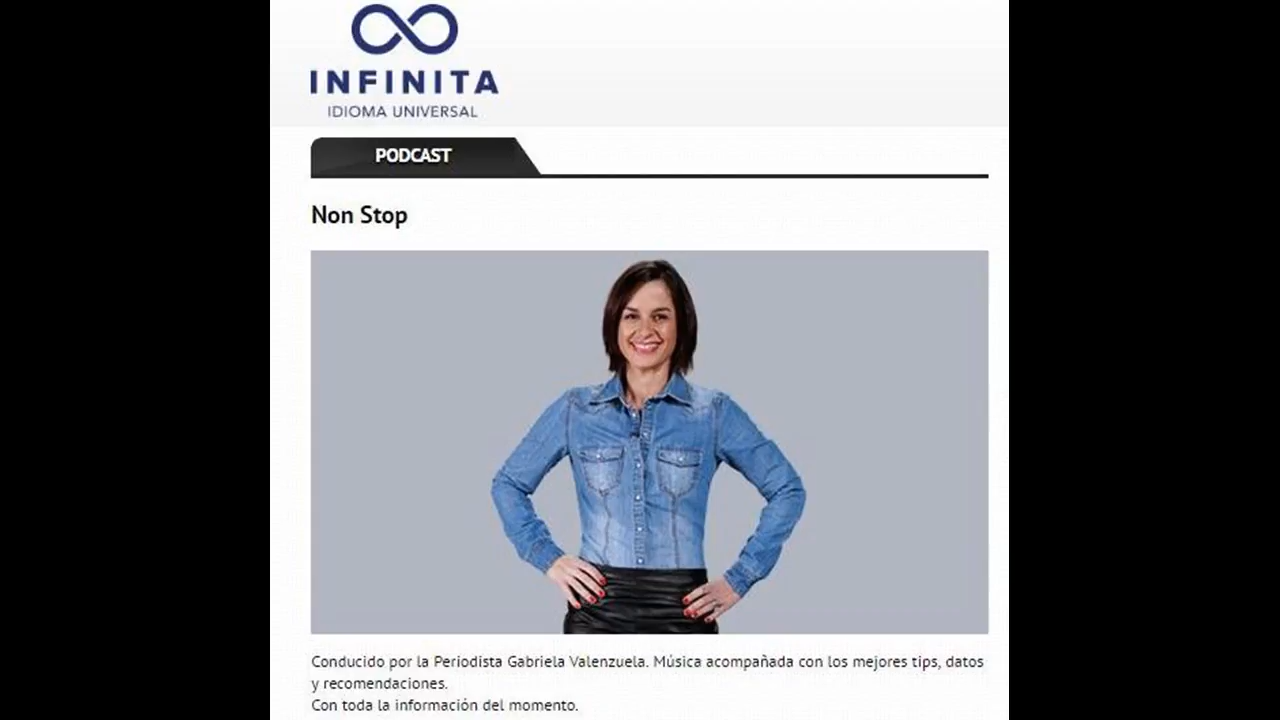 INFINITA
IDIOMA UNIVERSAL
PODCAST
Non Stop
Conducido por la Periodista Gabriela Valenzuela. Música acompañada con los mejores tips, datos
y recomendaciones.
Con toda la información del momento.